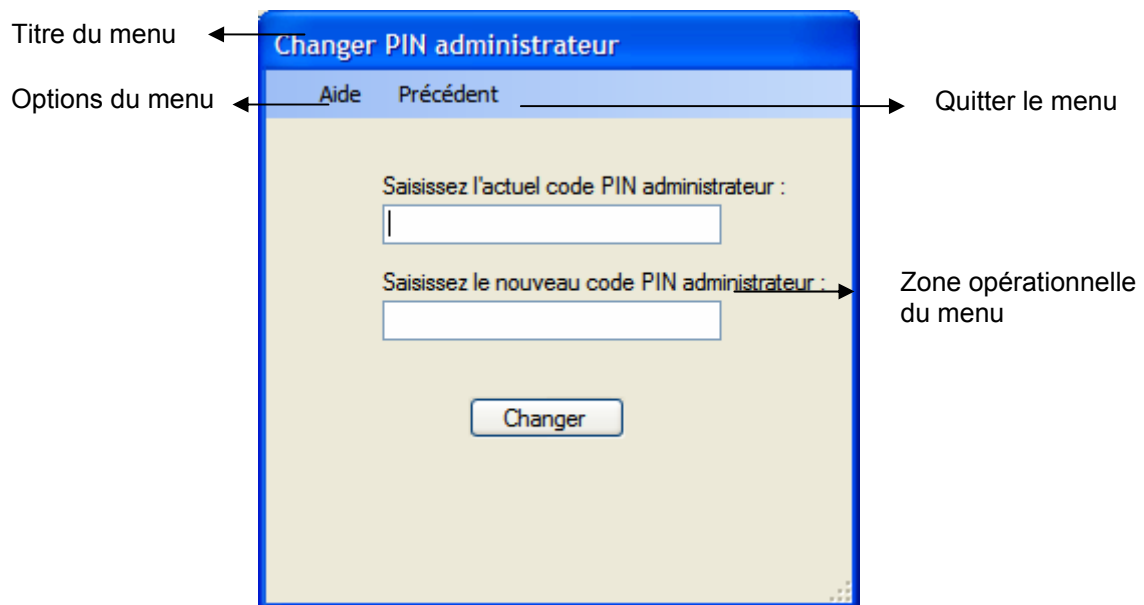 Titre du menu
Changer PIN administrateur
Options du menu
Aide Précédent
Quitter le menu
Saisissez l'actuel code PIN administrateur :
Saisissez le nouveau code PIN administrateur :
Zone opérationnelle
du menu
Changer